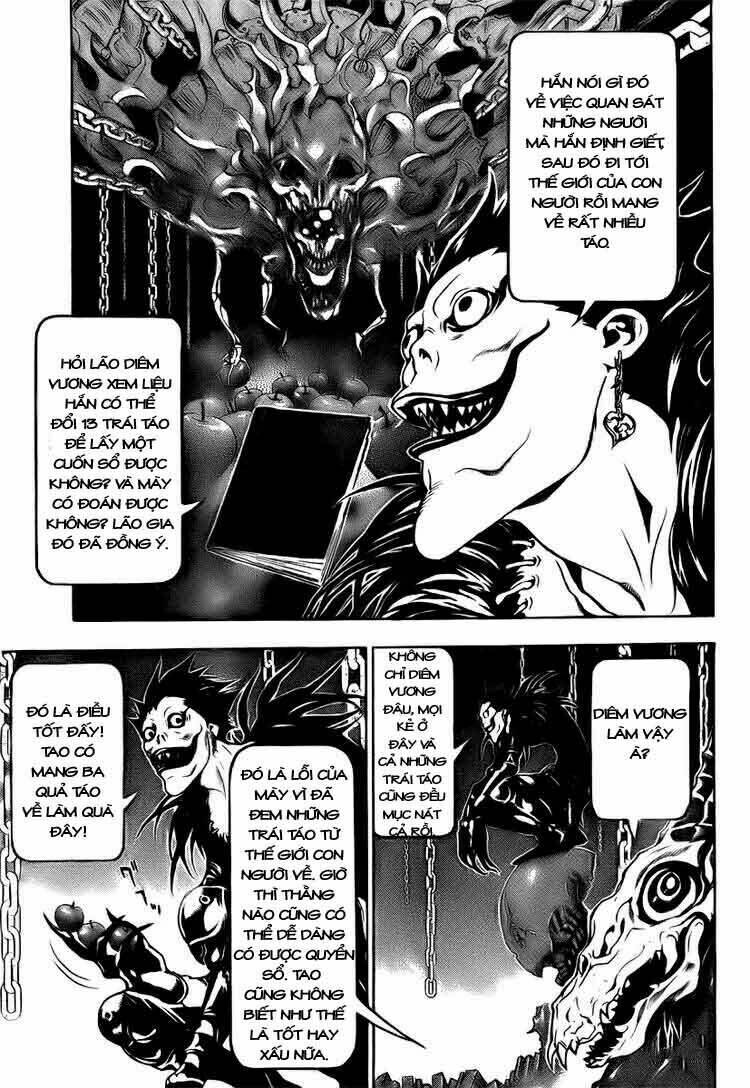 HẮN NÓI GÌ ĐÓ
VỀ VIỆC QUAN SÁT
NHỮNG NGƯỜI
MÀ HẮN ĐỊNH GIẾT,
SAU ĐÓ ĐI TỚI
THẾ GIỚI CỦA CON
NGƯỜI RỒI MANG
VỀ RẤT NHIỀU
TÁO.
HỎI LÃO DIÊM
VƯƠNG XEM LIỆU
HẮN CÓ THỂ
ĐỔI 13 TRÁI TÁO
ĐỂ LẤY MỘT
CUỐN SỔ ĐƯỢC
KHÔNG? VÀ MÀY
CÓ ĐOÁN ĐƯỢC
KHÔNG? LÃO GIA
ĐÓ ĐÃ ĐỒNG Ý.
DIÊM VƯƠNG
LÀM VẬY
À?
KHÔNG
CHỈ DIÊM
VƯƠNG
ĐÂU, MỌI
KẺ Ở
ĐÂY VÀ
CẢ NHỮNG
TRÁI TÁO
CŨNG ĐỀU
MỤC NÁT
CẢ RỒI.
ĐÓ LÀ ĐIỀU
TỐT ĐẤY!
TAO CÓ
MANG BA
QUẢ TÁO
VỀ LÀM QUÀ
ĐÂY!
ĐÓ LÀ LỖI CỦA
MÀY VÌ ĐÃ
ĐEM NHỮNG
TRÁI TÁO TỪ
THẾ GIỚI CON
NGƯỜI VỀ. GIỜ
THÌ THẰNG
NÀO CŨNG CÓ
THỂ DỄ DÀNG
CÓ ĐƯỢC QUYỂN
SỔ. TAO
CŨNG KHÔNG
BIẾT NHƯ THẾ
LÀ TỐT HAY
XẤU NỮA.